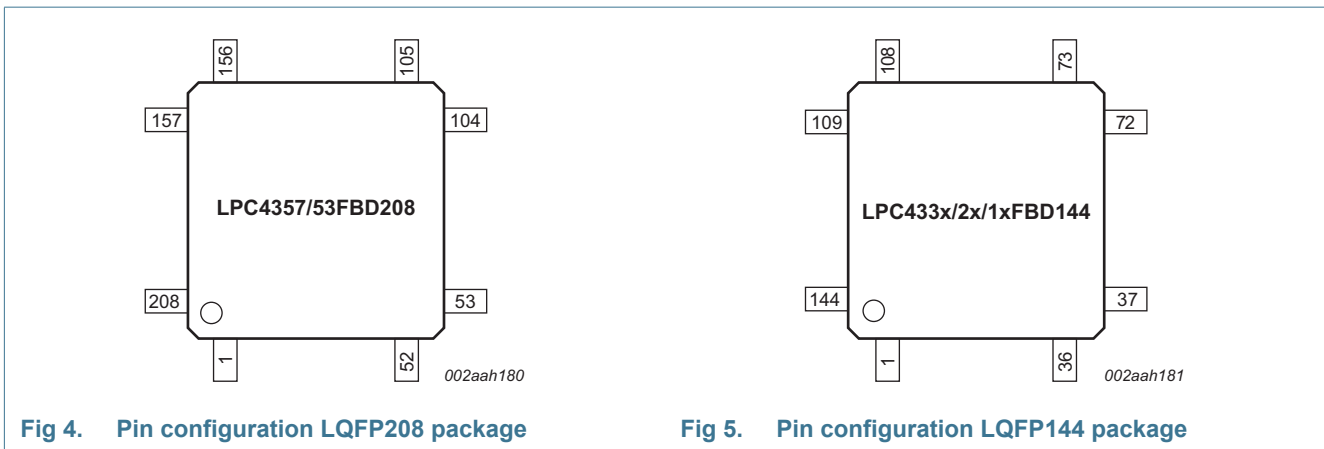 156
105
157
104
LPC4357/53FBD208
208
53
1
52
002aah180
Fig 4. Pin configuration LQFP208 package
108
73
109
72
LPC433x/2x/1xFBD144
144
37
1
36
002aah181
Fig 5. Pin configuration LQFP144 package